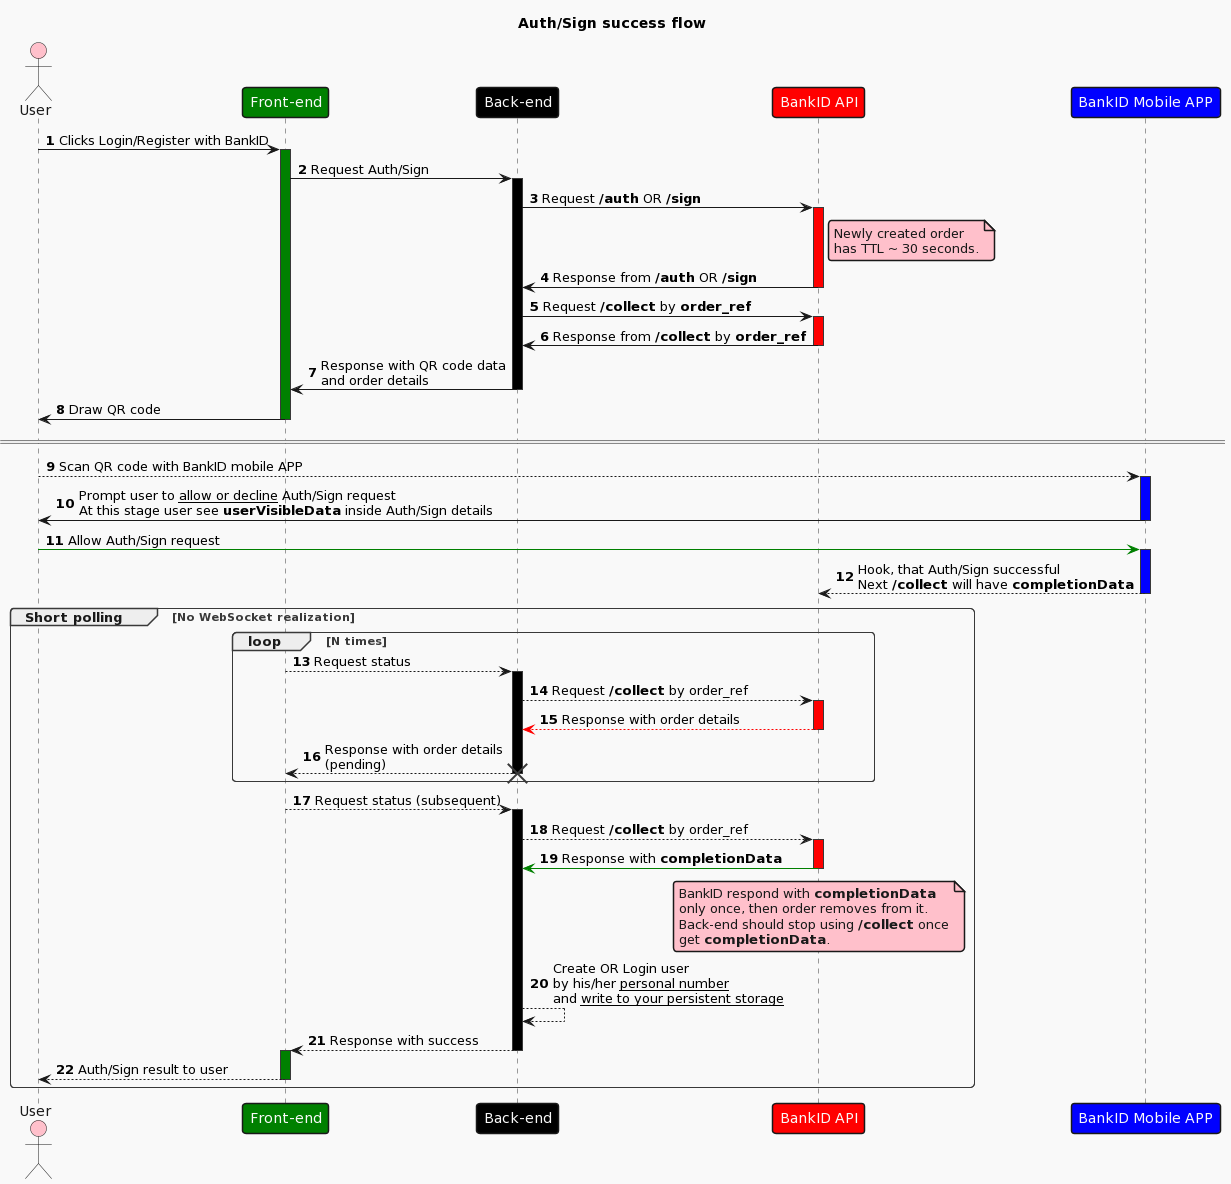 Auth/Sign success flow
User
Front-end
Back-end
BankID API
BankID Mobile APP
1 Clicks Login/Register with BankID
2 Request Auth/Sign
3 Request /auth OR /sign
Newly created order
has TTL ~ 30 seconds.
4 Response from /auth OR /sign
5 Request /collect by order_ref
6 Response from /collect by order_ref
7 Response with QR code data
and order details
8 Draw QR code
9 Scan QR code with BankID mobile APP
10 Prompt user to allow or decline Auth/Sign request
At this stage user see userVisibleData inside Auth/Sign details
11 Allow Auth/Sign request
12 Hook, that Auth/Sign successful
Next /collect will have completionData
Short polling [No WebSocket realization]
loop [N times]
13 Request status
14 Request /collect by order_ref
15 Response with order details
16 Response with order details
(pending)
17 Request status (subsequent)
18 Request /collect by order_ref
19 Response with completionData
BankID respond with completionData
only once, then order removes from it.
Back-end should stop using /collect once
get completionData.
20 Create OR Login user
by his/her personal number
and write to your persistent storage
21 Response with success
22 Auth/Sign result to user
User
Front-end
Back-end
BankID API
BankID Mobile APP